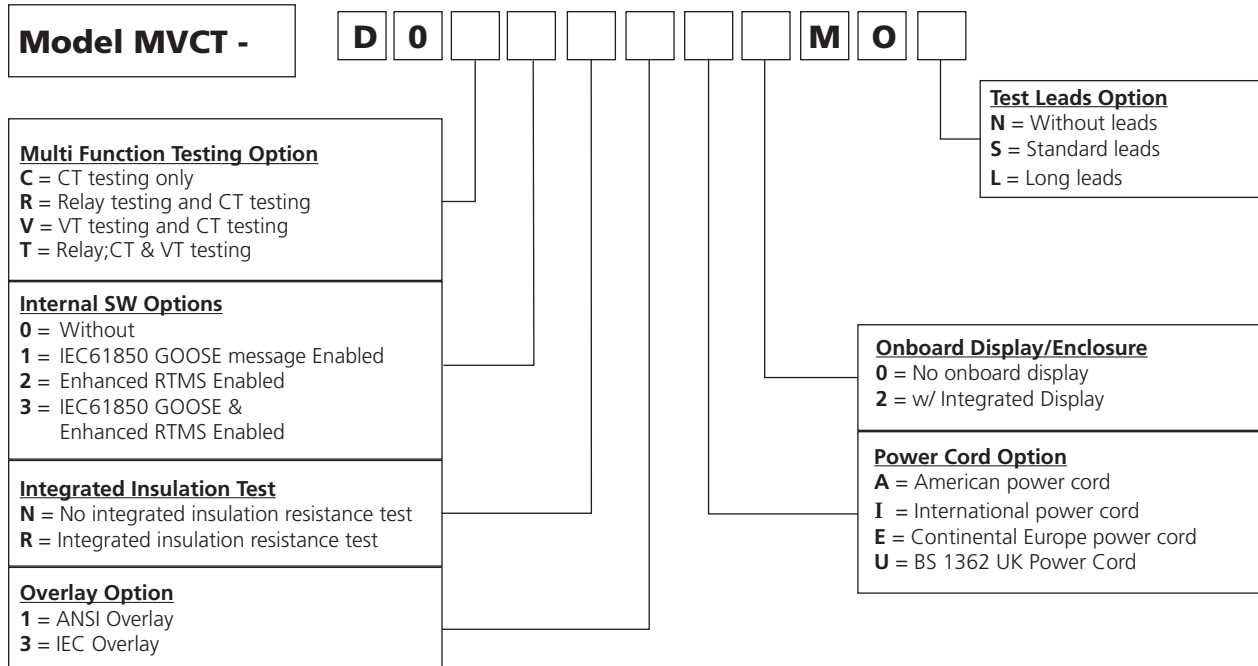 Model MVCT - D 0 M O
Test Leads Option
N = Without leads
S = Standard leads
L = Long leads
Multi Function Testing Option
C = CT testing only
R = Relay testing and CT testing
V = VT testing and CT testing
T = Relay;CT & VT testing
Internal SW Options
0 = Without
1 = IEC61850 GOOSE message Enabled
2 = Enhanced RTMS Enabled
3 = IEC61850 GOOSE &
Enhanced RTMS Enabled
Integrated Insulation Test
N = No integrated insulation resistance test
R = Integrated insulation resistance test
Overlay Option
1 = ANSI Overlay
3 = IEC Overlay
Onboard Display/Enclosure
0 = No onboard display
2 = w/ Integrated Display
Power Cord Option
A = American power cord
I = International power cord
E = Continental Europe power cord
U = BS 1362 UK Power Cord